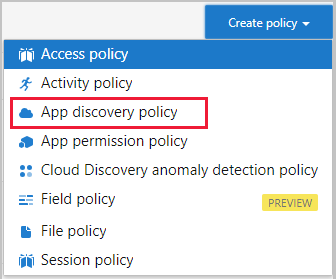 Create policy
Access policy
Activity policy
App discovery policy
App permission policy
Cloud Discovery anomaly detection policy
Field policy PREVIEW
File policy
Session policy